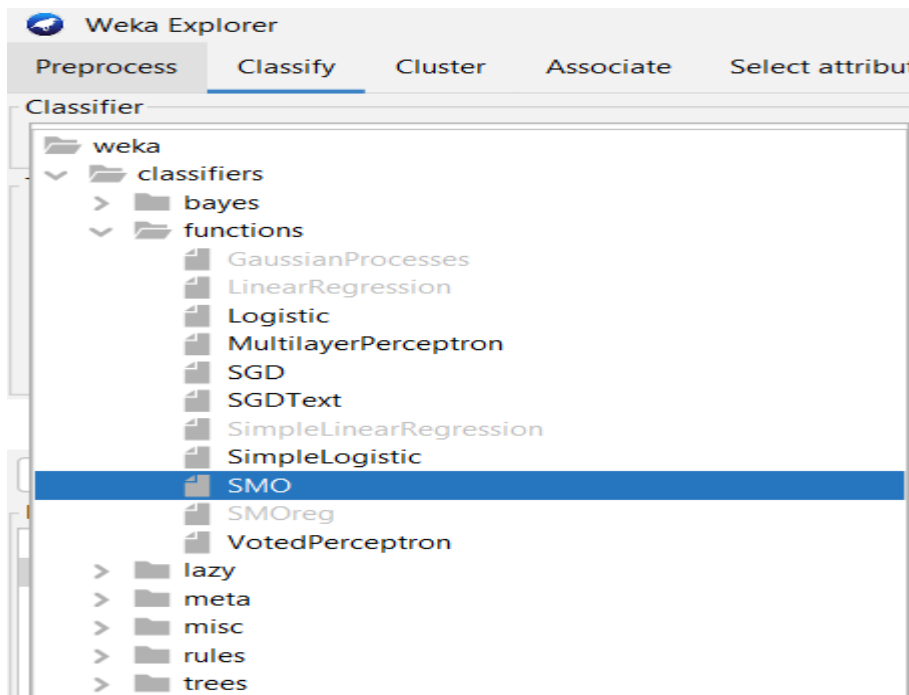 Weka Explorer
Preprocess Classify Cluster Associate Select attribut
Classifier
weka
classifiers
bayes
functions
GaussianProcesses
LinearRegression
Logistic
MultilayerPerceptron
SGD
SGDText
SimpleLinearRegression
SimpleLogistic
SMO
SMOreg
VotedPerceptron
lazy
meta
misc
rules
trees